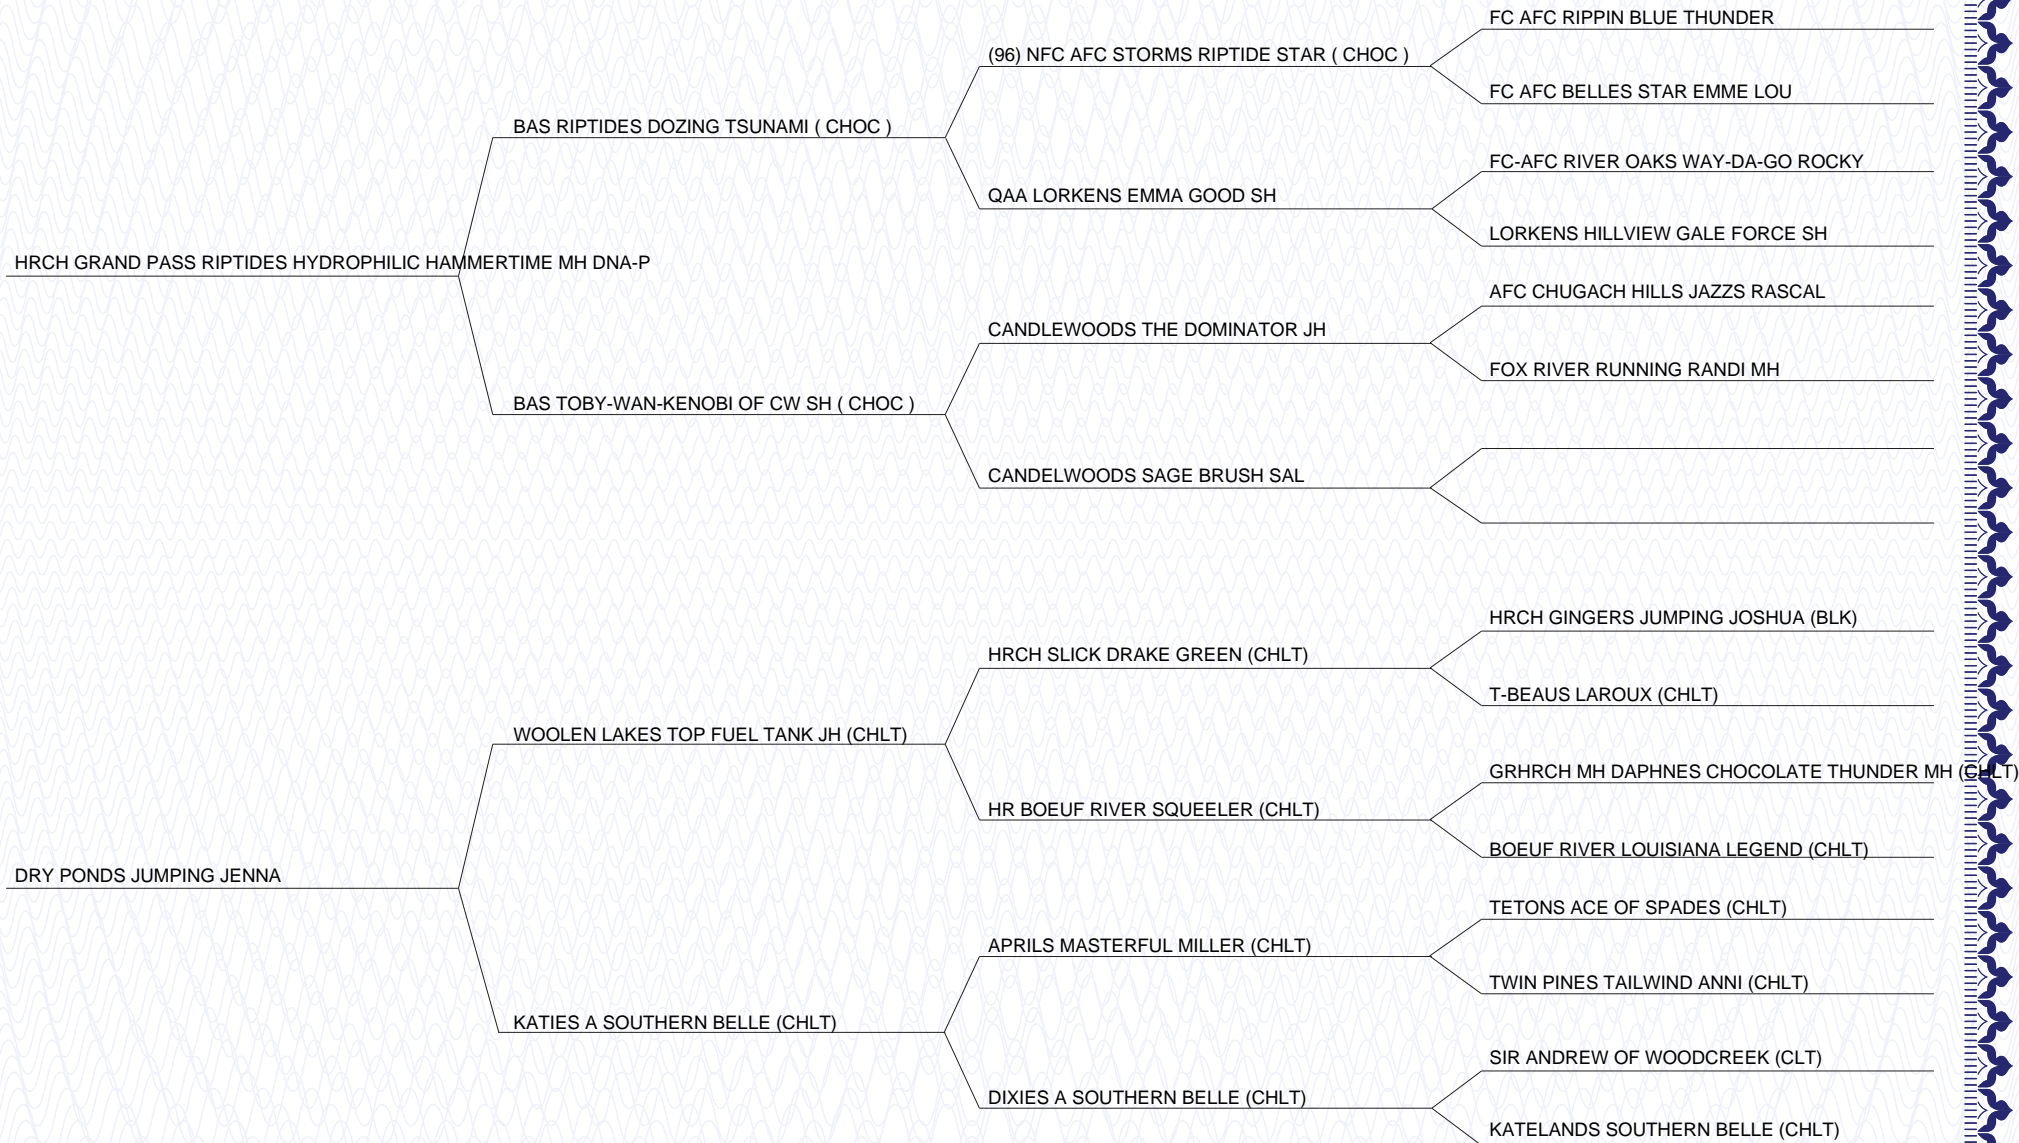 FC AFC RIPPIN BLUE THUNDER
(96) NFC AFC STORMS RIPTIDE STAR ( CHOC )
FC AFC BELLES STAR EMME LOU
BAS RIPTIDES DOZING TSUNAMI ( CHOC )
FC-AFC RIVER OAKS WAY-DA-GO ROCKY
QAA LORKENS EMMA GOOD SH
LORKENS HILLVIEW GALE FORCE SH
HRCH GRAND PASS RIPTIDES HYDROPHILIC HAMMERTIME MH DNA-P
AFC CHUGACH HILLS JAZZS RASCAL
CANDLEWOODS THE DOMINATOR JH
FOX RIVER RUNNING RANDI MH
BAS TOBY-WAN-KENOBI OF CW SH ( CHOC )
CANDELWOODS SAGE BRUSH SAL
HRCH GINGERS JUMPING JOSHUA (BLK)
HRCH SLICK DRAKE GREEN (CHLT)
T-BEAUS LAROUX (CHLT)
WOOLEN LAKES TOP FUEL TANK JH (CHLT)
GRHRCH MH DAPHNES CHOCOLATE THUNDER MH (CHLT)
HR BOEUF RIVER SQUEELER (CHLT)
BOEUF RIVER LOUISIANA LEGEND (CHLT)
DRY PONDS JUMPING JENNA
TETONS ACE OF SPADES (CHLT)
APRILS MASTERFUL MILLER (CHLT)
TWIN PINES TAILWIND ANNI (CHLT)
KATIES A SOUTHERN BELLE (CHLT)
SIR ANDREW OF WOODCREEK (CLT)
DIXIES A SOUTHERN BELLE (CHLT)
KATELANDS SOUTHERN BELLE (CHLT)